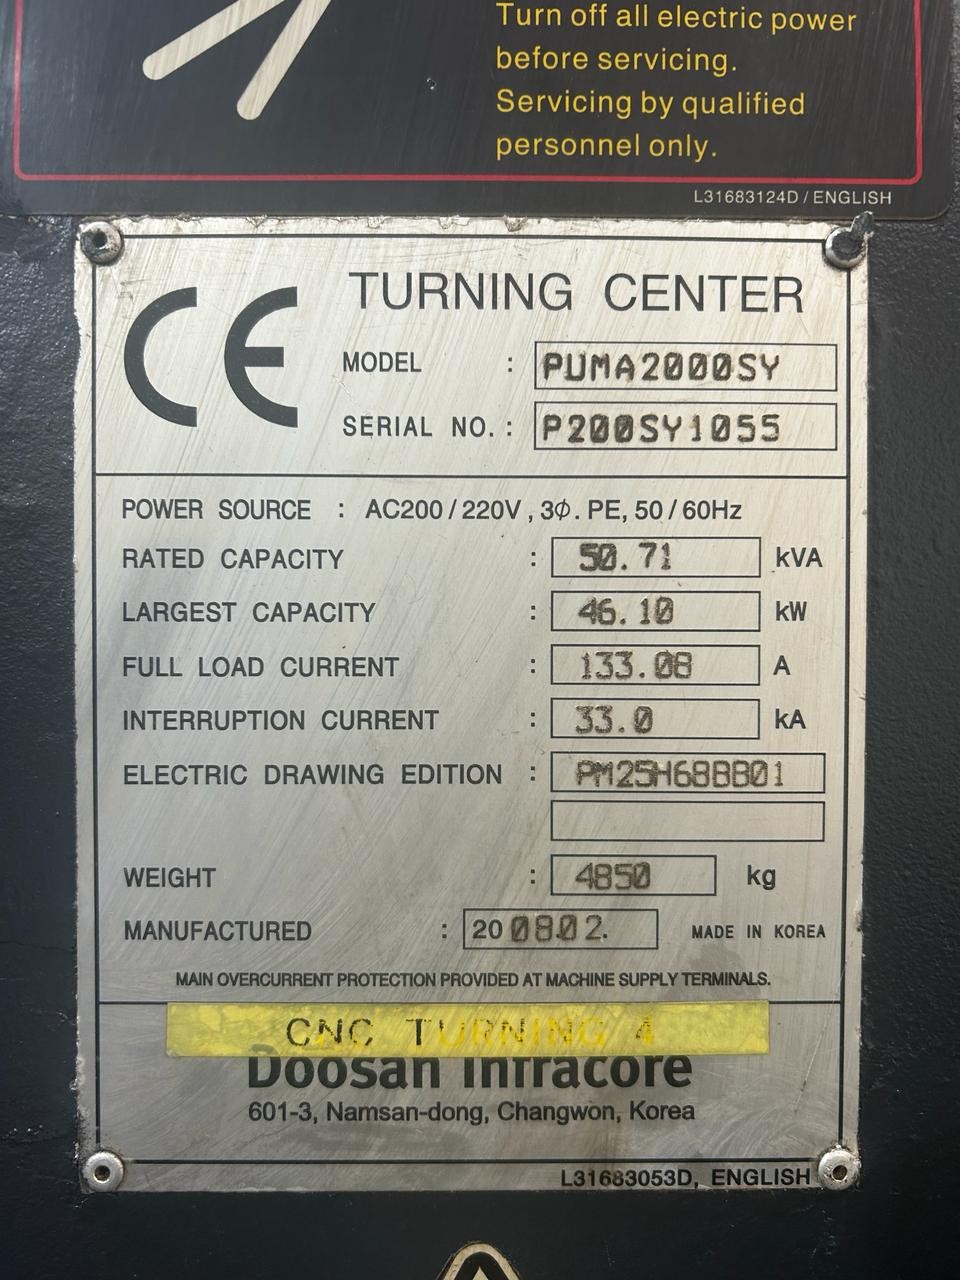 Turn off all electric power
before servicing.
Servicing by qualified
personnel only.
L31683124D / ENGLISH
CE TURNING CENTER
MODEL : PUMA2000SY
SERIAL NO. : P200SY1055
POWER SOURCE : AC200 / 220V , 3Φ. PE, 50 / 60Hz
RATED CAPACITY : 50.71 kVA
LARGEST CAPACITY : 46.10 kW
FULL LOAD CURRENT : 133.08 A
INTERRUPTION CURRENT : 33.0 kA
ELECTRIC DRAWING EDITION :
WEIGHT : 4850 kg
MANUFACTURED : 20 0802. MADE IN KOREA
MAIN OVERCURRENT PROTECTION PROVIDED AT MACHINE SUPPLY TERMINALS.
CNC TURNING 4
Doosan Infracore
601-3, Namsan-dong, Changwon, Korea
L31683053D, ENGLISH